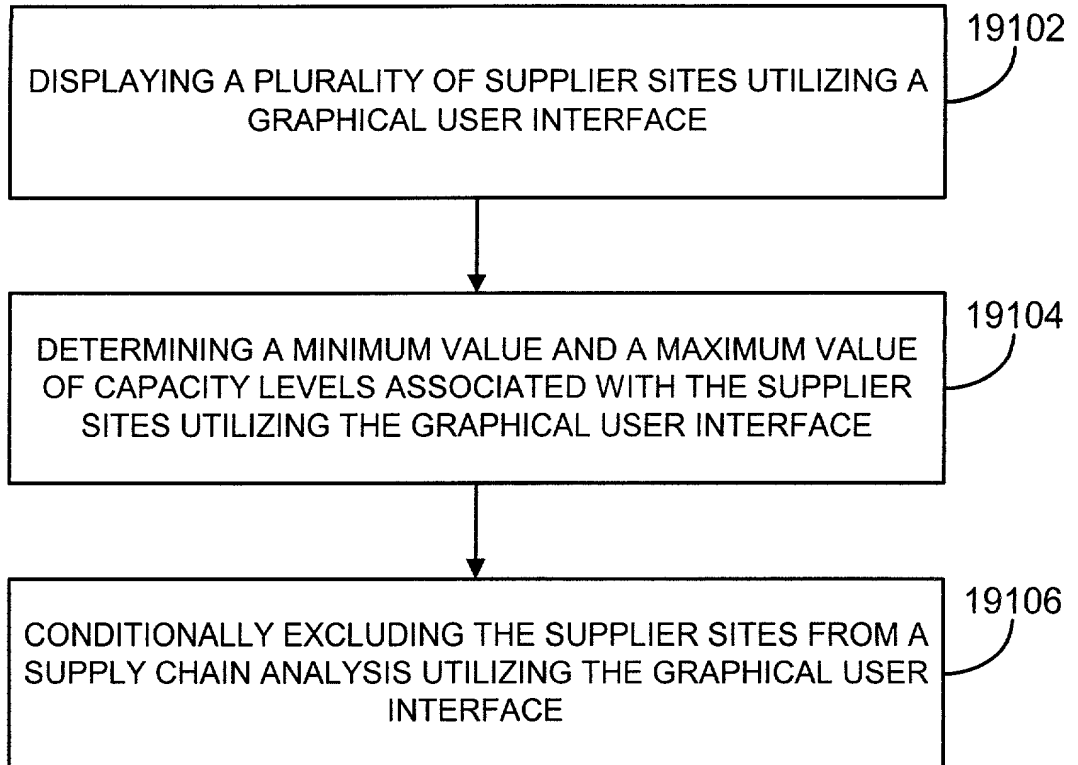 19102
DISPLAYING A PLURALITY OF SUPPLIER SITES UTILIZING A
GRAPHICAL USER INTERFACE
19104
DETERMINING A MINIMUM VALUE AND A MAXIMUM VALUE
OF CAPACITY LEVELS ASSOCIATED WITH THE SUPPLIER
SITES UTILIZING THE GRAPHICAL USER INTERFACE
19106
CONDITIONALLY EXCLUDING THE SUPPLIER SITES FROM A
SUPPLY CHAIN ANALYSIS UTILIZING THE GRAPHICAL USER
INTERFACE